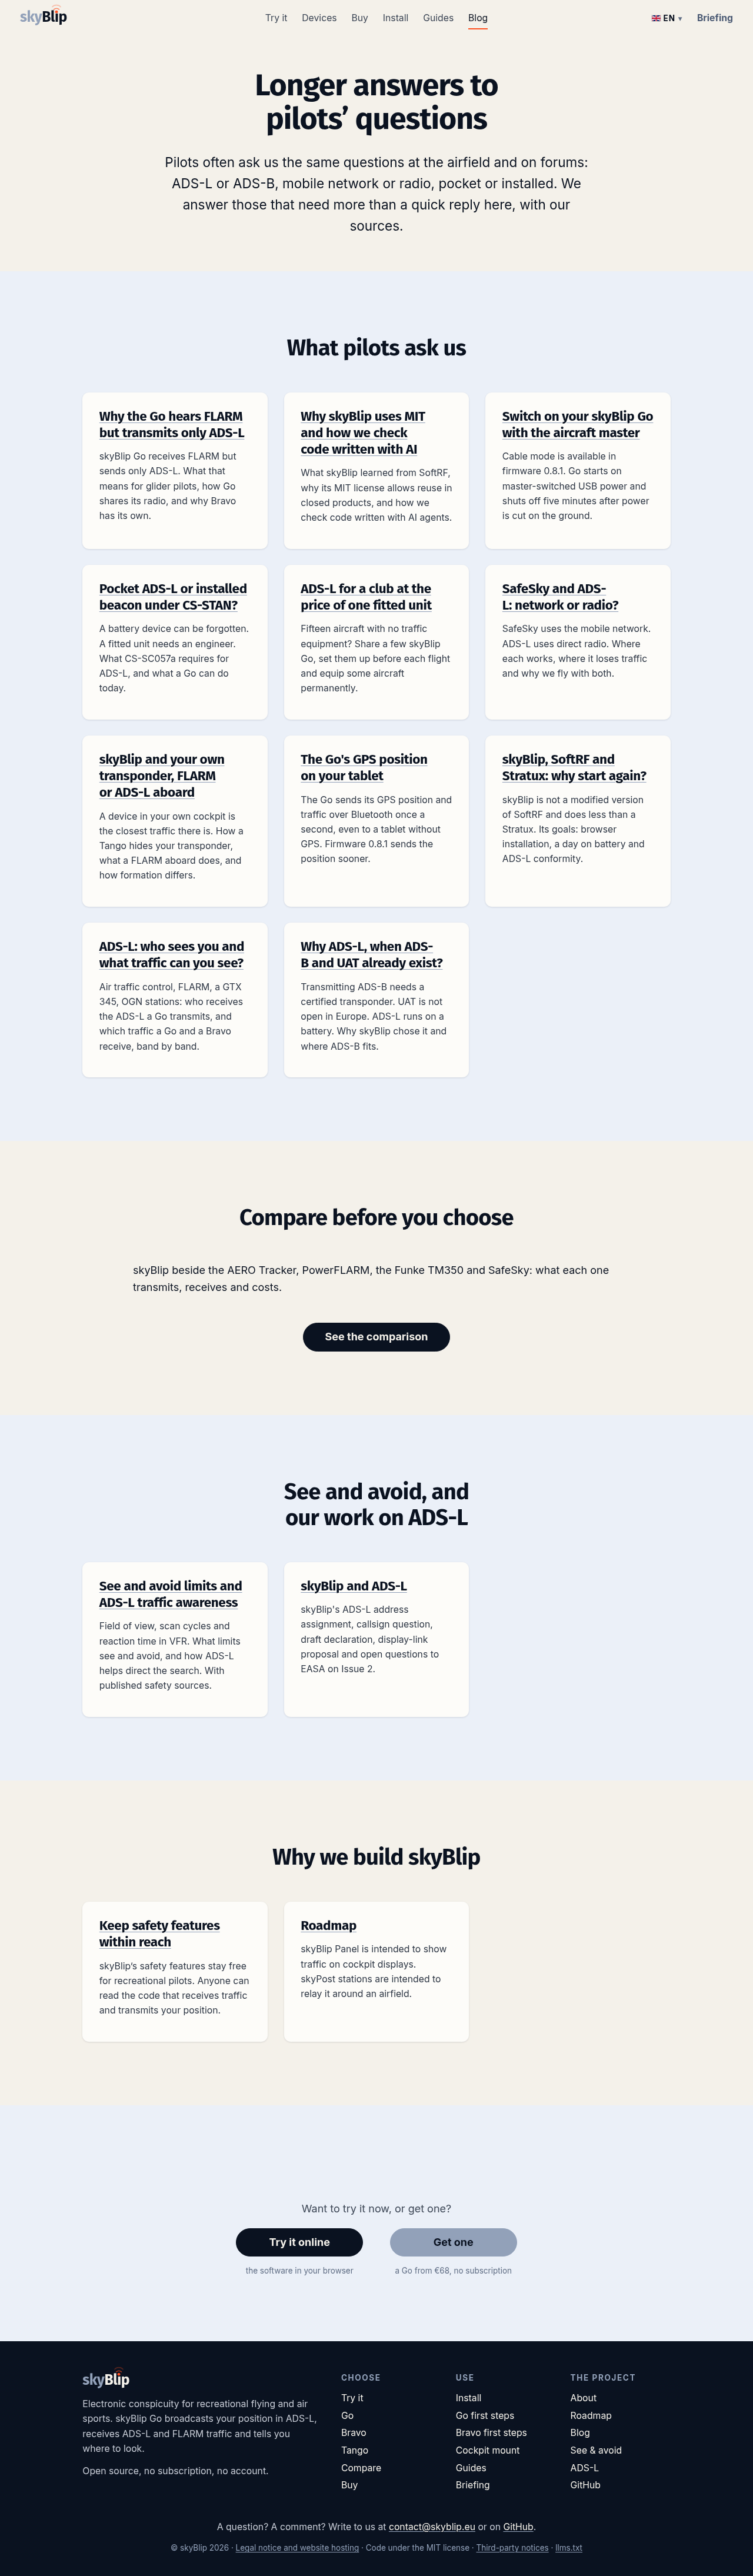 skyBlip
Try it Devices Buy Install Guides Blog
EN ▾ Briefing
Longer answers to
pilots’ questions
Pilots often ask us the same questions at the airfield and on forums:
ADS-L or ADS-B, mobile network or radio, pocket or installed. We
answer those that need more than a quick reply here, with our
sources.
What pilots ask us
Why the Go hears FLARM
but transmits only ADS-L
skyBlip Go receives FLARM but
sends only ADS-L. What that
means for glider pilots, how Go
shares its radio, and why Bravo
has its own.
Why skyBlip uses MIT
and how we check
code written with AI
What skyBlip learned from SoftRF,
why its MIT license allows reuse in
closed products, and how we
check code written with AI agents.
Switch on your skyBlip Go
with the aircraft master
Cable mode is available in
firmware 0.8.1. Go starts on
master-switched USB power and
shuts off five minutes after power
is cut on the ground.
Pocket ADS-L or installed
beacon under CS-STAN?
A battery device can be forgotten.
A fitted unit needs an engineer.
What CS-SC057a requires for
ADS-L, and what a Go can do
today.
ADS-L for a club at the
price of one fitted unit
Fifteen aircraft with no traffic
equipment? Share a few skyBlip
Go, set them up before each flight
and equip some aircraft
permanently.
SafeSky and ADS-
L: network or radio?
SafeSky uses the mobile network.
ADS-L uses direct radio. Where
each works, where it loses traffic
and why we fly with both.
skyBlip and your own
transponder, FLARM
or ADS-L aboard
A device in your own cockpit is
the closest traffic there is. How a
Tango hides your transponder,
what a FLARM aboard does, and
how formation differs.
The Go's GPS position
on your tablet
The Go sends its GPS position and
traffic over Bluetooth once a
second, even to a tablet without
GPS. Firmware 0.8.1 sends the
position sooner.
skyBlip, SoftRF and
Stratux: why start again?
skyBlip is not a modified version
of SoftRF and does less than a
Stratux. Its goals: browser
installation, a day on battery and
ADS-L conformity.
ADS-L: who sees you and
what traffic can you see?
Air traffic control, FLARM, a GTX
345, OGN stations: who receives
the ADS-L a Go transmits, and
which traffic a Go and a Bravo
receive, band by band.
Why ADS-L, when ADS-
B and UAT already exist?
Transmitting ADS-B needs a
certified transponder. UAT is not
open in Europe. ADS-L runs on a
battery. Why skyBlip chose it and
where ADS-B fits.
Compare before you choose
skyBlip beside the AERO Tracker, PowerFLARM, the Funke TM350 and SafeSky: what each one
transmits, receives and costs.
See the comparison
See and avoid, and
our work on ADS-L
See and avoid limits and
ADS-L traffic awareness
Field of view, scan cycles and
reaction time in VFR. What limits
see and avoid, and how ADS-L
helps direct the search. With
published safety sources.
skyBlip and ADS-L
skyBlip's ADS-L address
assignment, callsign question,
draft declaration, display-link
proposal and open questions to
EASA on Issue 2.
Why we build skyBlip
Keep safety features
within reach
skyBlip’s safety features stay free
for recreational pilots. Anyone can
read the code that receives traffic
and transmits your position.
Roadmap
skyBlip Panel is intended to show
traffic on cockpit displays.
skyPost stations are intended to
relay it around an airfield.
Want to try it now, or get one?
Try it online
the software in your browser
Get one
a Go from €68, no subscription
skyBlip
Electronic conspicuity for recreational flying and air
sports. skyBlip Go broadcasts your position in ADS-L,
receives ADS-L and FLARM traffic and tells you
where to look.
Open source, no subscription, no account.
CHOOSE
Try it
Go
Bravo
Tango
Compare
Buy
USE
Install
Go first steps
Bravo first steps
Cockpit mount
Guides
Briefing
THE PROJECT
About
Roadmap
Blog
See & avoid
ADS-L
GitHub
A question? A comment? Write to us at contact@skyblip.eu or on GitHub.
© skyBlip 2026 · Legal notice and website hosting · Code under the MIT license · Third-party notices · llms.txt